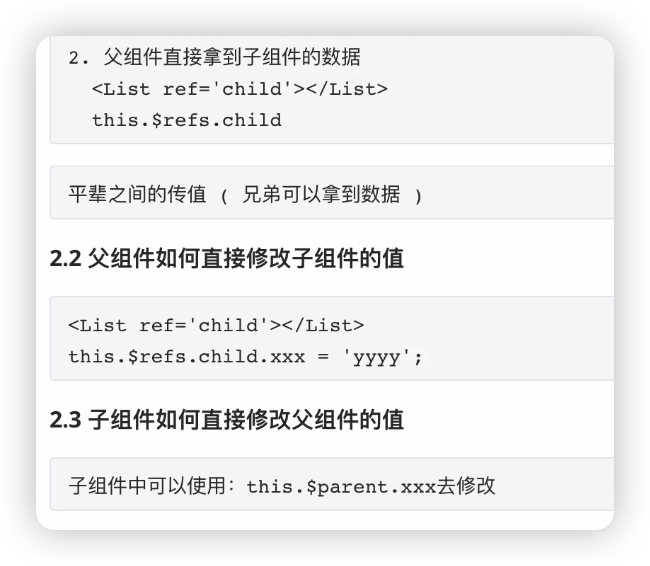 2. 父组件直接拿到子组件的数据
<List ref='child'></List>
this.$refs.child
平辈之间的传值 ( 兄弟可以拿到数据 )
2.2 父组件如何直接修改子组件的值
<List ref='child'></List>
this.$refs.child.xxx = 'yyyy';
2.3 子组件如何直接修改父组件的值
子组件中可以使用：this.$parent.xxx去修改